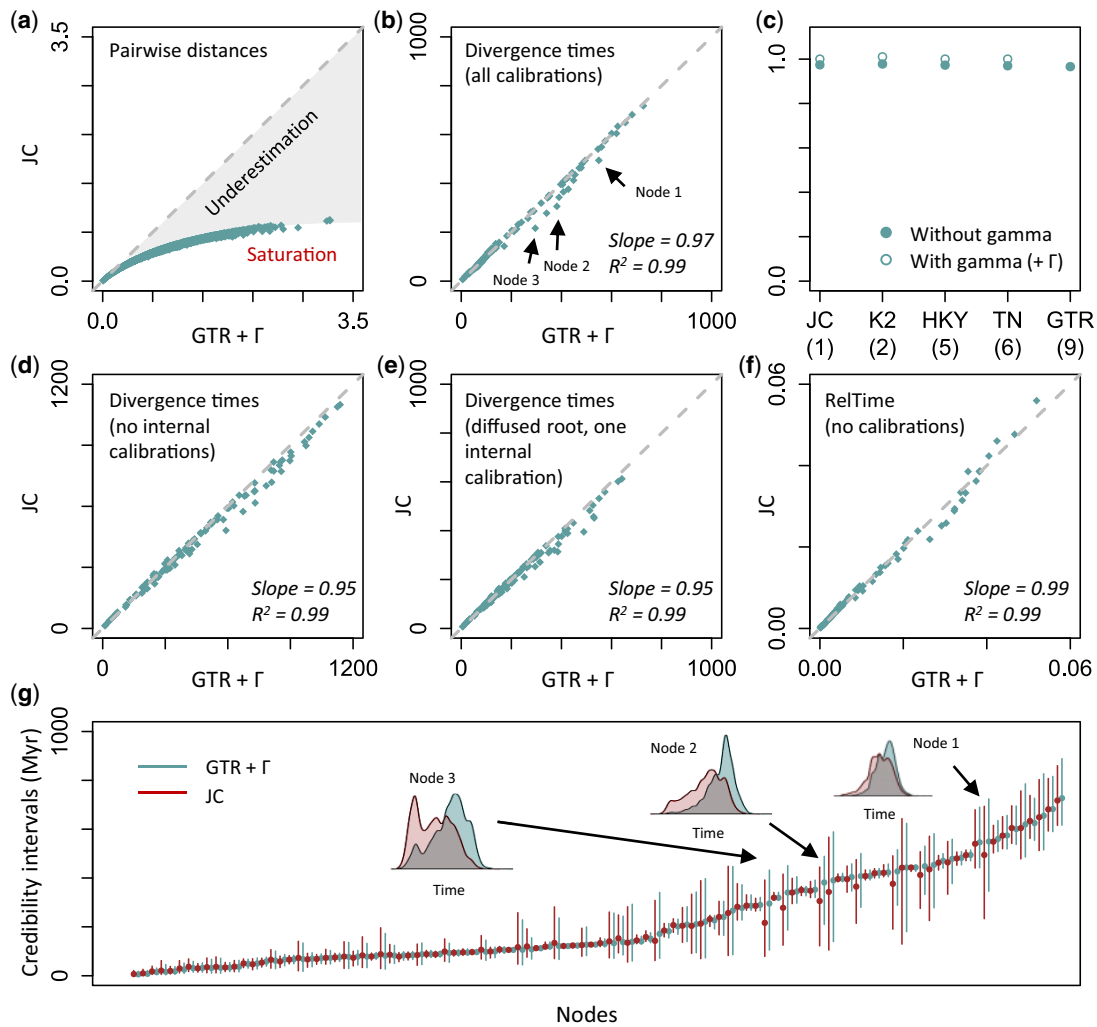 (a)
3.5
Pairwise distances
Underestimation
Saturation
JC
0.0
0.0
3.5
GTR + Γ
(b)
1000
Divergence times
(all calibrations)
Node 1
Node 2
Node 3
Slope = 0.97
R² = 0.99
0
0
1000
GTR + Γ
(c)
1.0
Without gamma
With gamma (+ Γ)
0.0
JC K2 HKY TN GTR
(1) (2) (5) (6) (9)
(d)
1200
Divergence times
(no internal
calibrations)
JC
Slope = 0.95
R² = 0.99
0
0
1200
GTR + Γ
(e)
1000
Divergence times
(diffused root, one
internal
calibration)
JC
Slope = 0.95
R² = 0.99
0
0
1000
GTR + Γ
(f)
0.06
RelTime
(no calibrations)
JC
Slope = 0.99
R² = 0.99
0.00
0.00
0.06
GTR + Γ
(g)
1000
Credibility intervals (Myr)
0
GTR + Γ
JC
Node 3
Time
Node 2
Time
Node 1
Time
Nodes